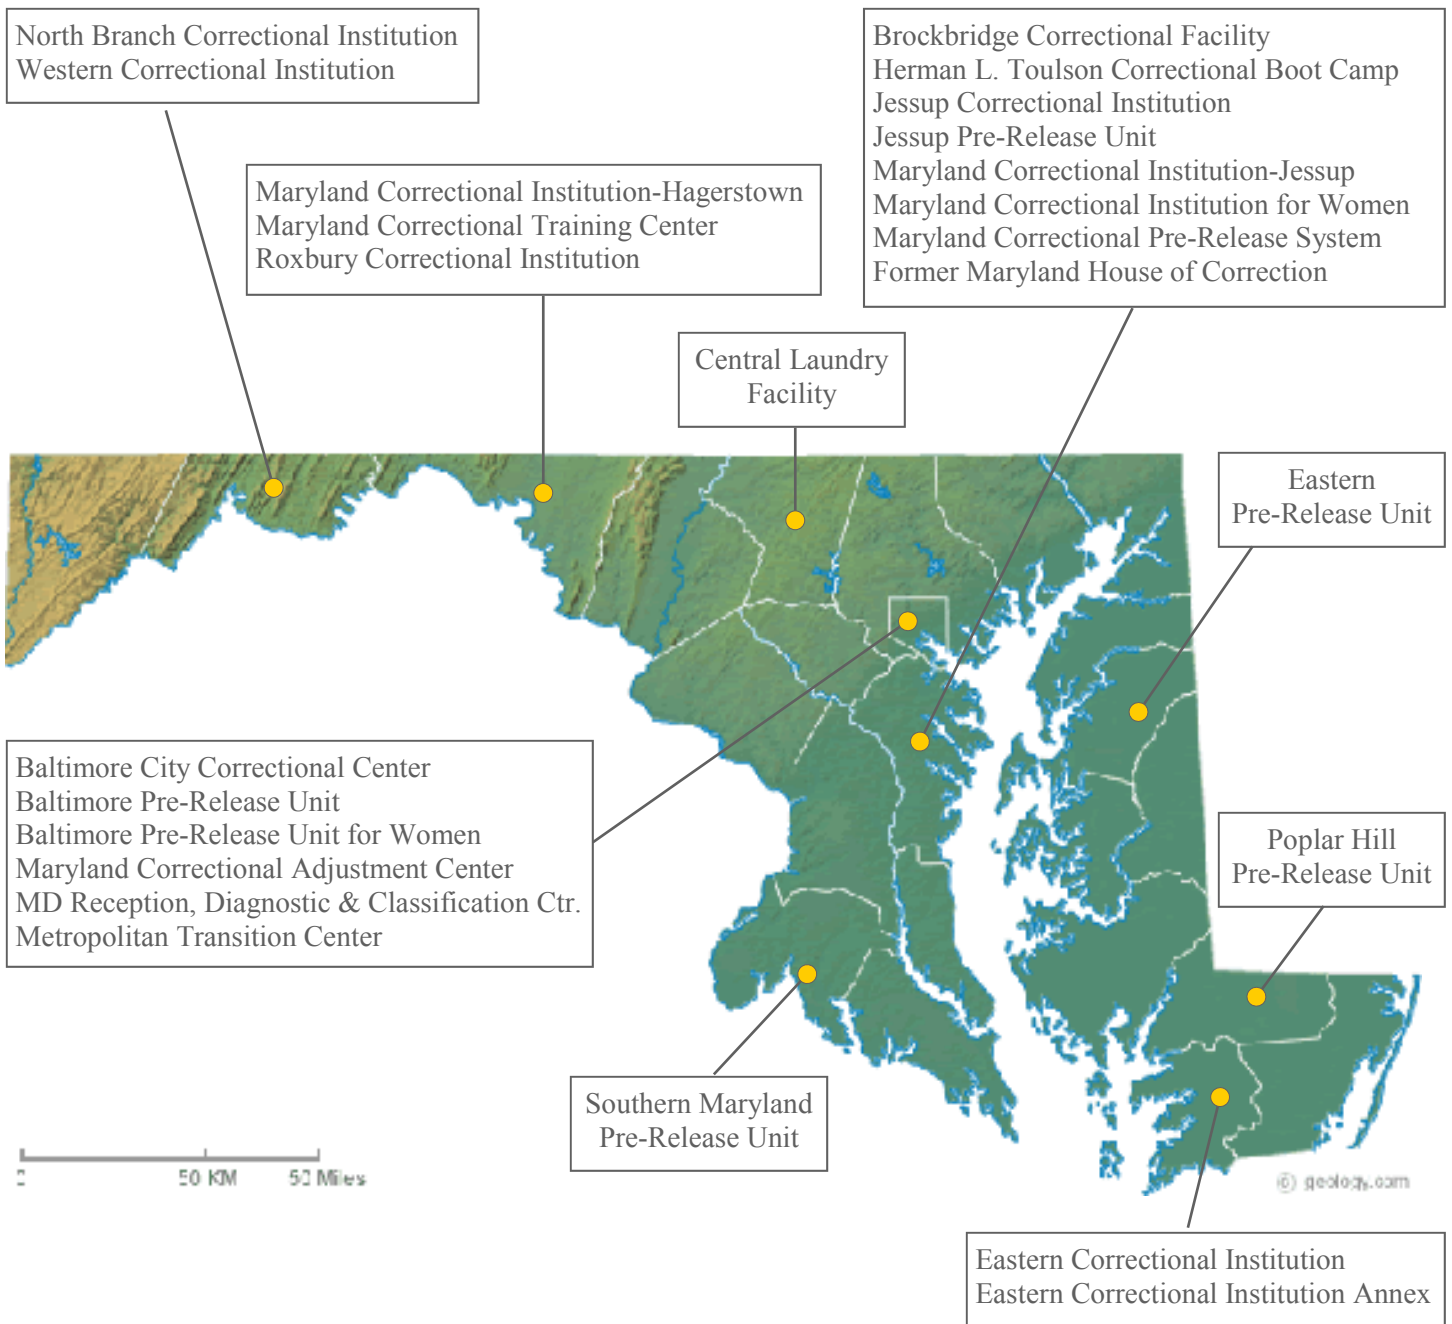 North Branch Correctional Institution
Western Correctional Institution
Brockbridge Correctional Facility
Herman L. Toulson Correctional Boot Camp
Jessup Correctional Institution
Jessup Pre-Release Unit
Maryland Correctional Institution-Jessup
Maryland Correctional Institution for Women
Maryland Correctional Pre-Release System
Former Maryland House of Correction
Maryland Correctional Institution-Hagerstown
Maryland Correctional Training Center
Roxbury Correctional Institution
Central Laundry
Facility
Eastern
Pre-Release Unit
Baltimore City Correctional Center
Baltimore Pre-Release Unit
Baltimore Pre-Release Unit for Women
Maryland Correctional Adjustment Center
MD Reception, Diagnostic & Classification Ctr.
Metropolitan Transition Center
Poplar Hill
Pre-Release Unit
Southern Maryland
Pre-Release Unit
0 50 KM 50 Miles
© geology.com
Eastern Correctional Institution
Eastern Correctional Institution Annex